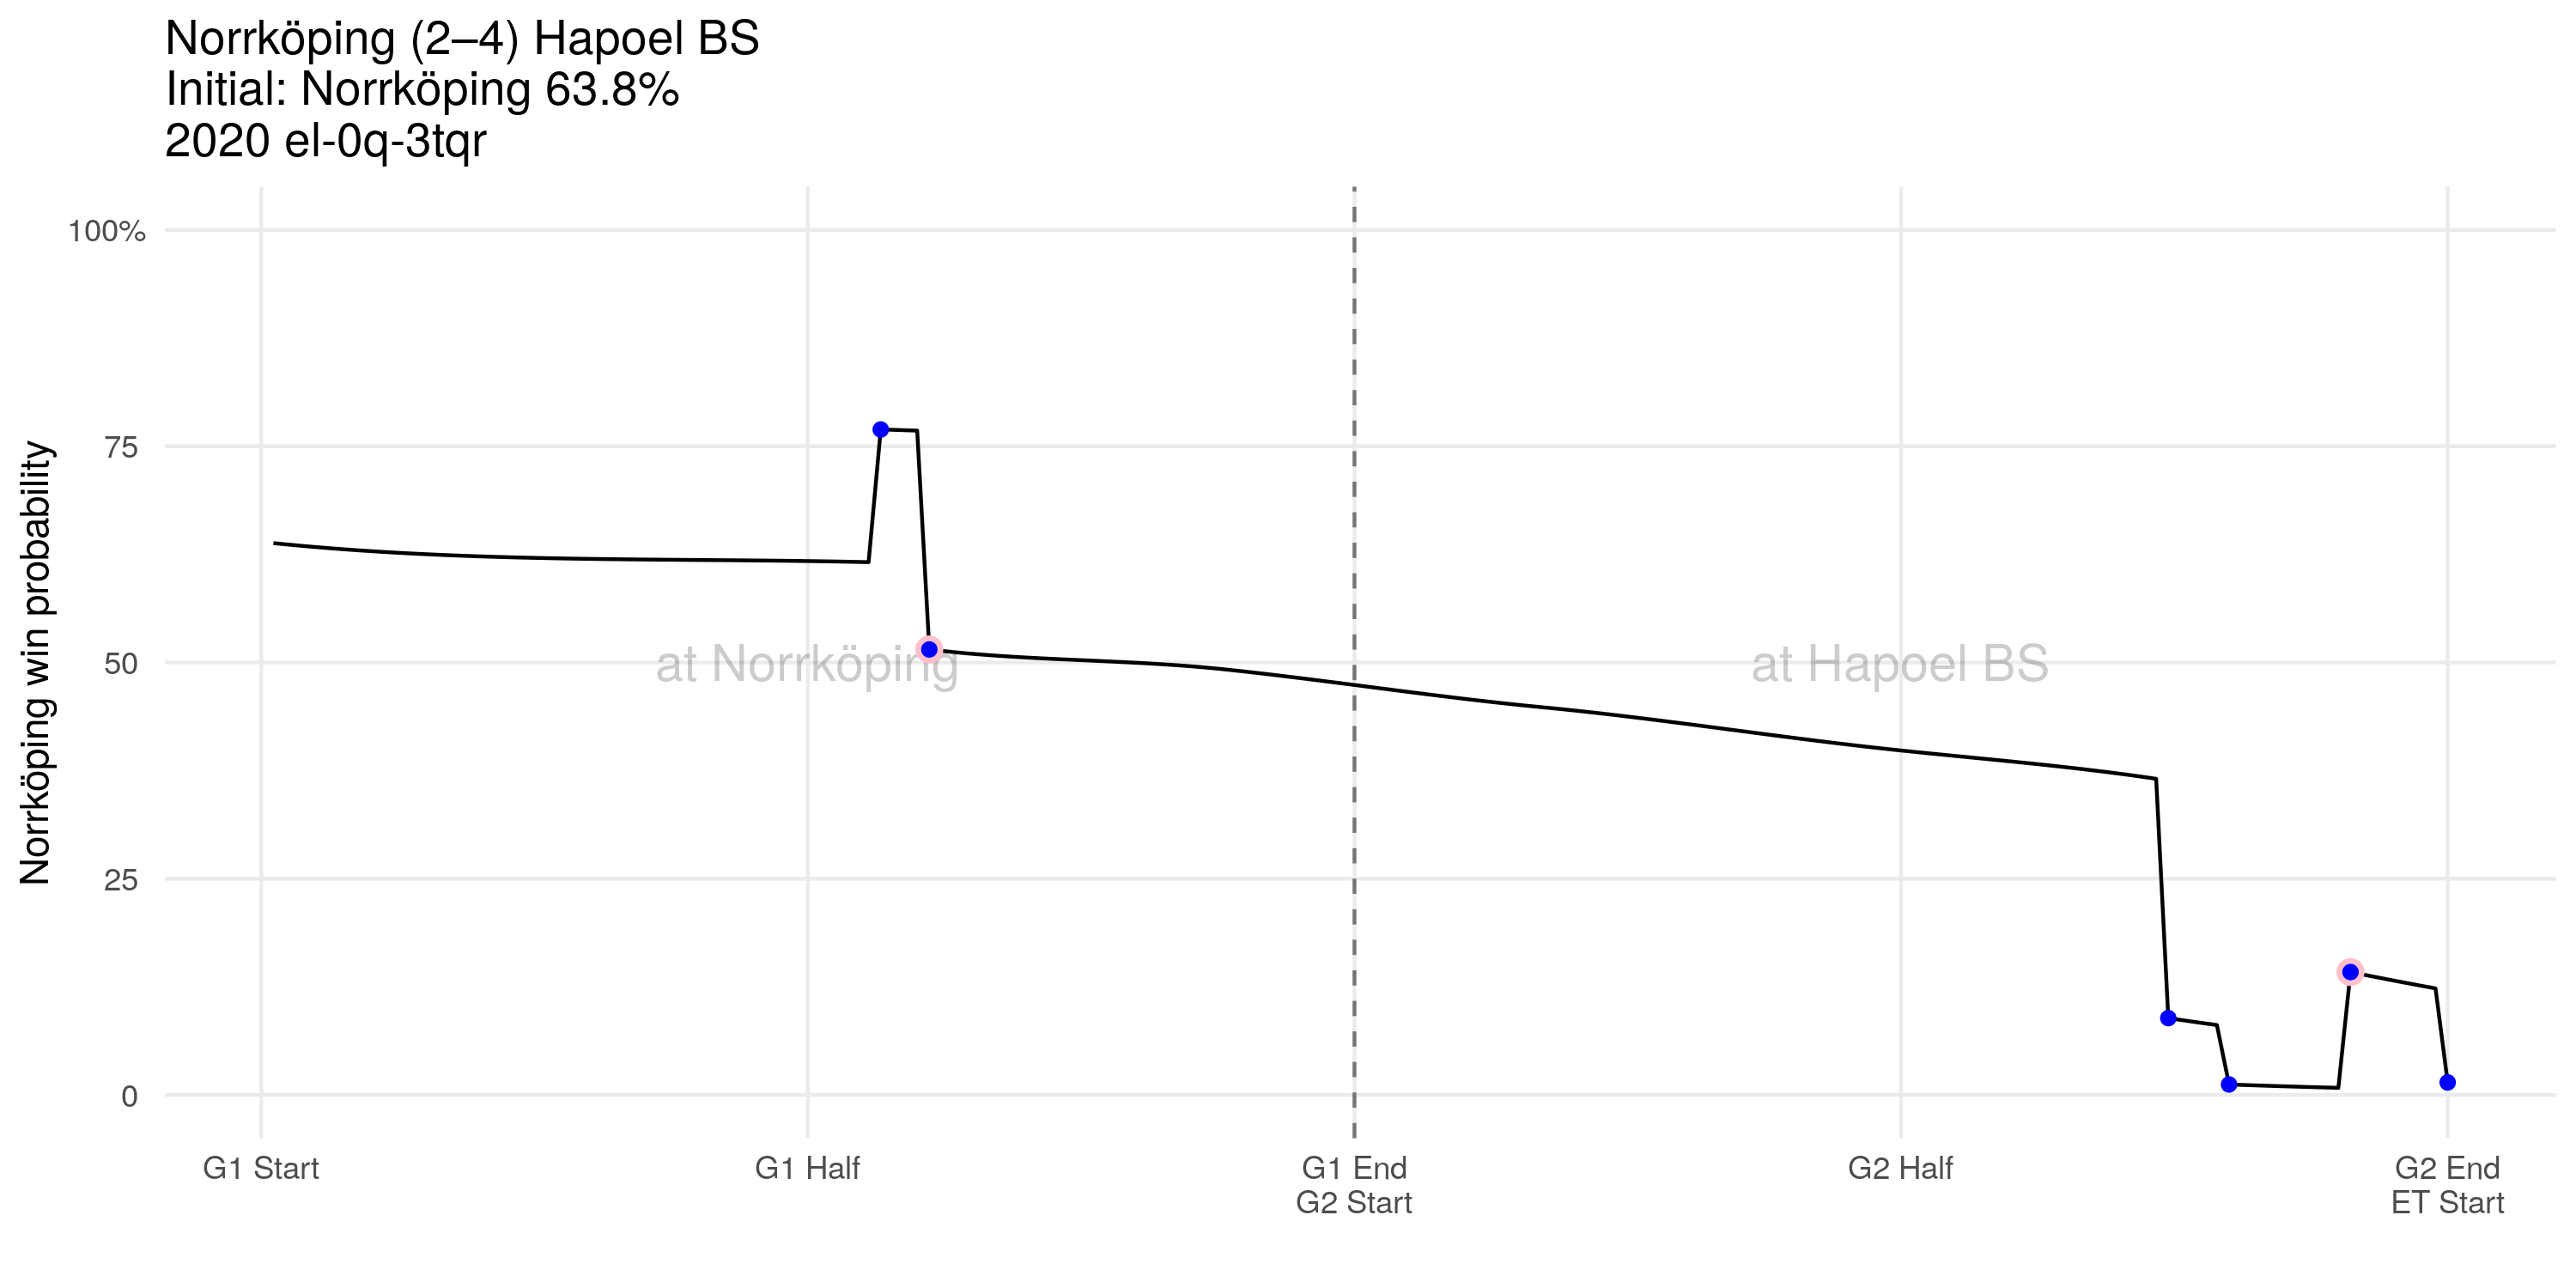 Norrköping (2–4) Hapoel BS
Initial: Norrköping 63.8%
2020 el-0q-3tqr
Norrköping win probability
100%
75
50
25
0
at Norrköping
at Hapoel BS
G1 Start
G1 Half
G1 End
G2 Start
G2 Half
G2 End
ET Start